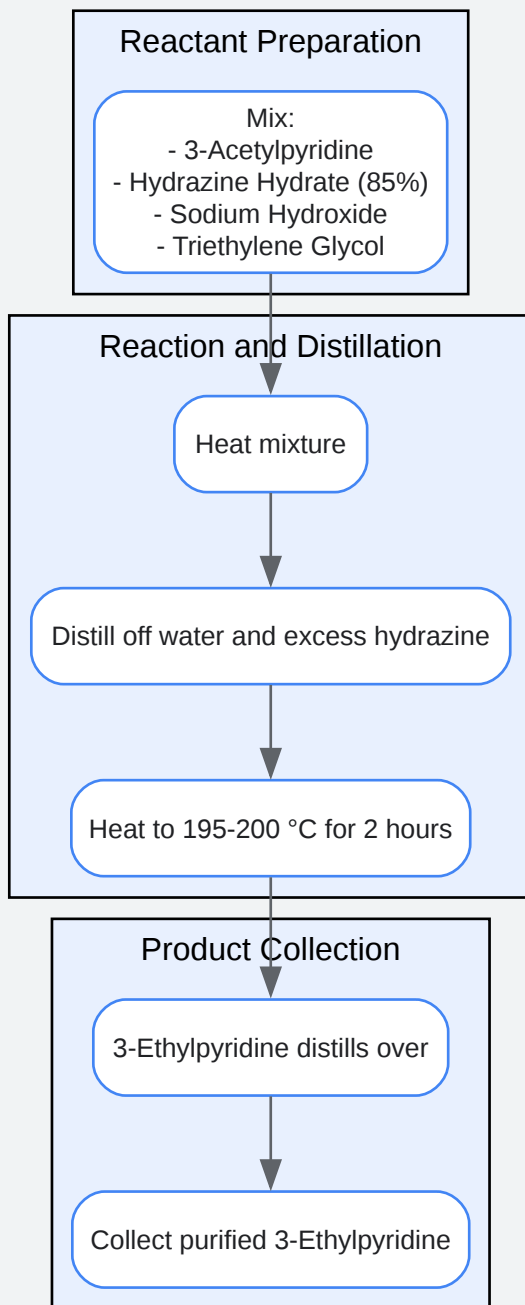 Reactant Preparation
Mix:
- 3-Acetylpyridine
- Hydrazine Hydrate (85%)
- Sodium Hydroxide
- Triethylene Glycol
Reaction and Distillation
Heat mixture
Distill off water and excess hydrazine
Heat to 195-200 °C for 2 hours
Product Collection
3-Ethylpyridine distills over
Collect purified 3-Ethylpyridine